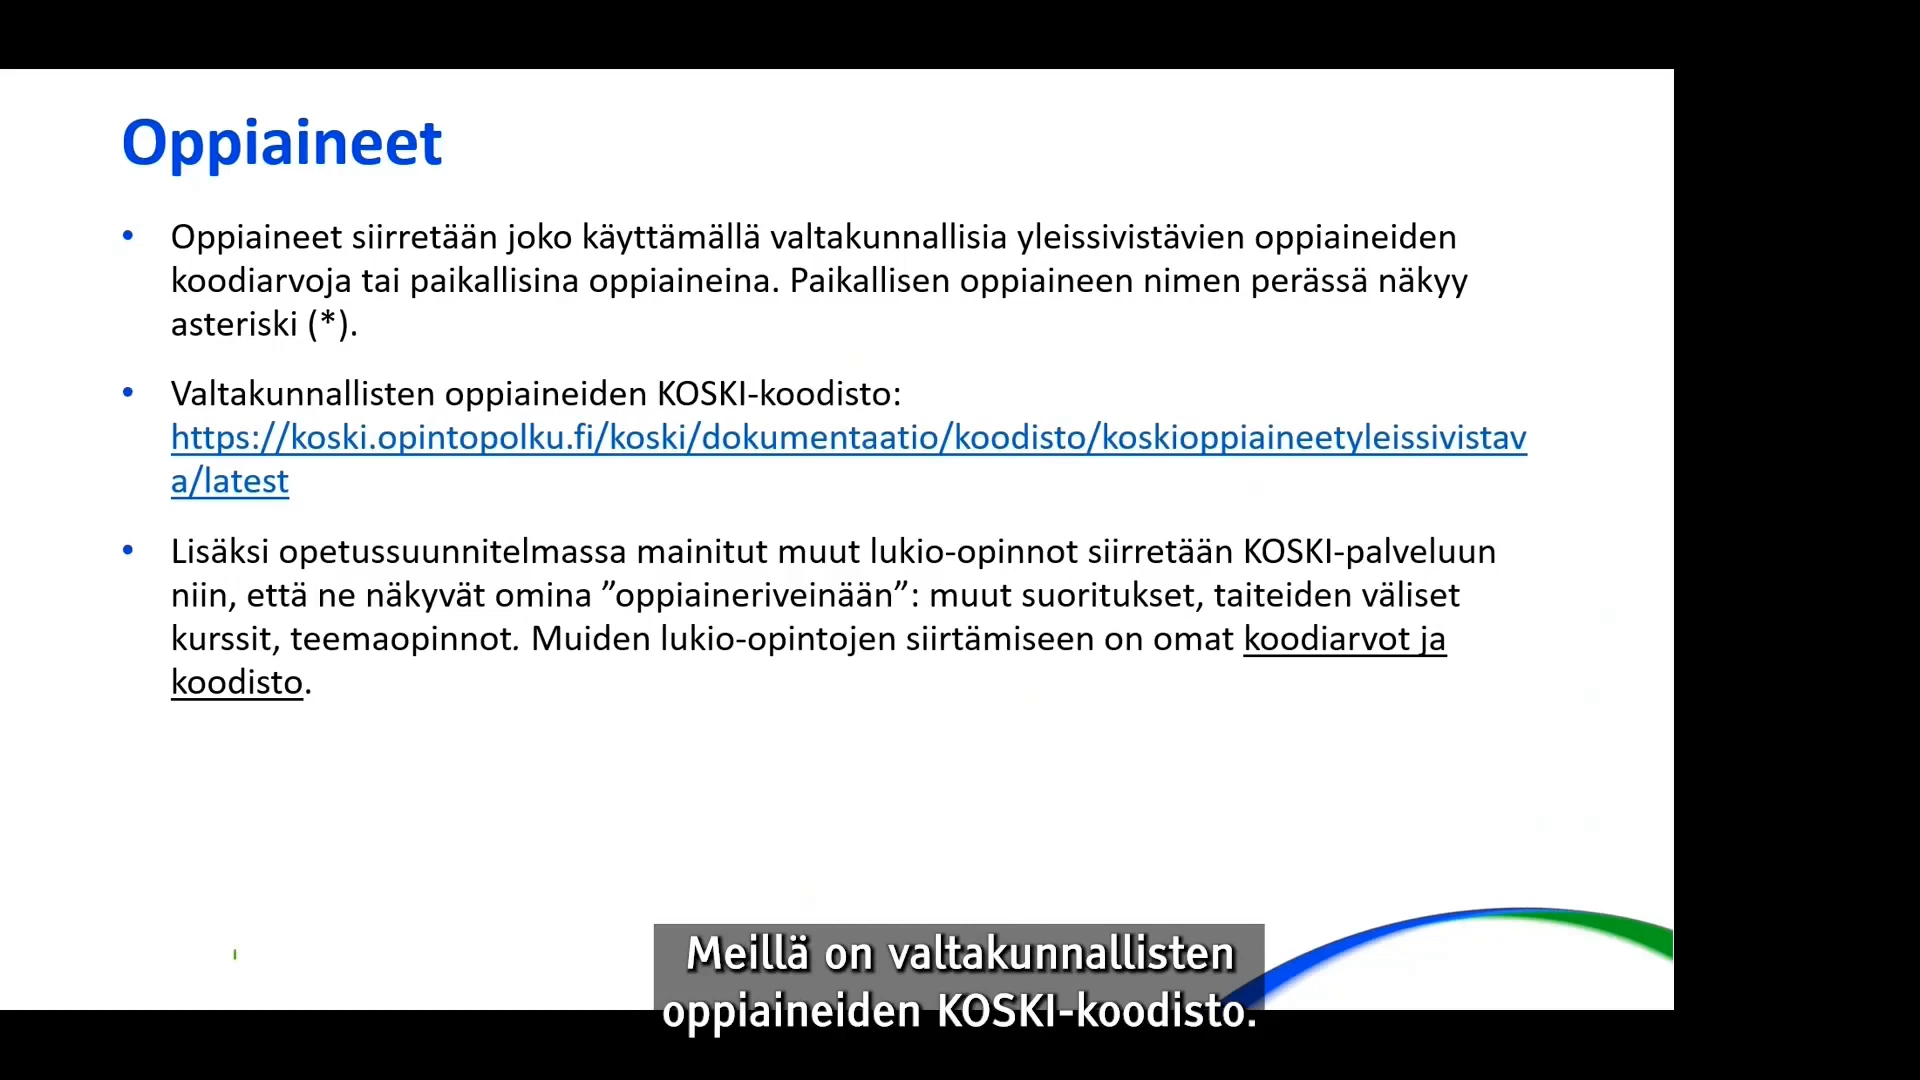 Oppiaineet
• Oppiaineet siirretään joko käyttämällä valtakunnallisia yleissivistävien oppiaineiden
koodiarvoja tai paikallisina oppiaineina. Paikallisen oppiaineen nimen perässä näkyy
asteriski (*).
• Valtakunnallisten oppiaineiden KOSKI-koodisto:
https://koski.opintopolku.fi/koski/dokumentaatio/koodisto/koskioppiaineetyleissivistav
a/latest
• Lisäksi opetussuunnitelmassa mainitut muut lukio-opinnot siirretään KOSKI-palveluun
niin, että ne näkyvät omina ”oppiaineriveinään”: muut suoritukset, taiteiden väliset
kurssit, teemaopinnot. Muiden lukio-opintojen siirtämiseen on omat koodiarvot ja
koodisto.
Meillä on valtakunnallisten
oppiaineiden KOSKI-koodisto.